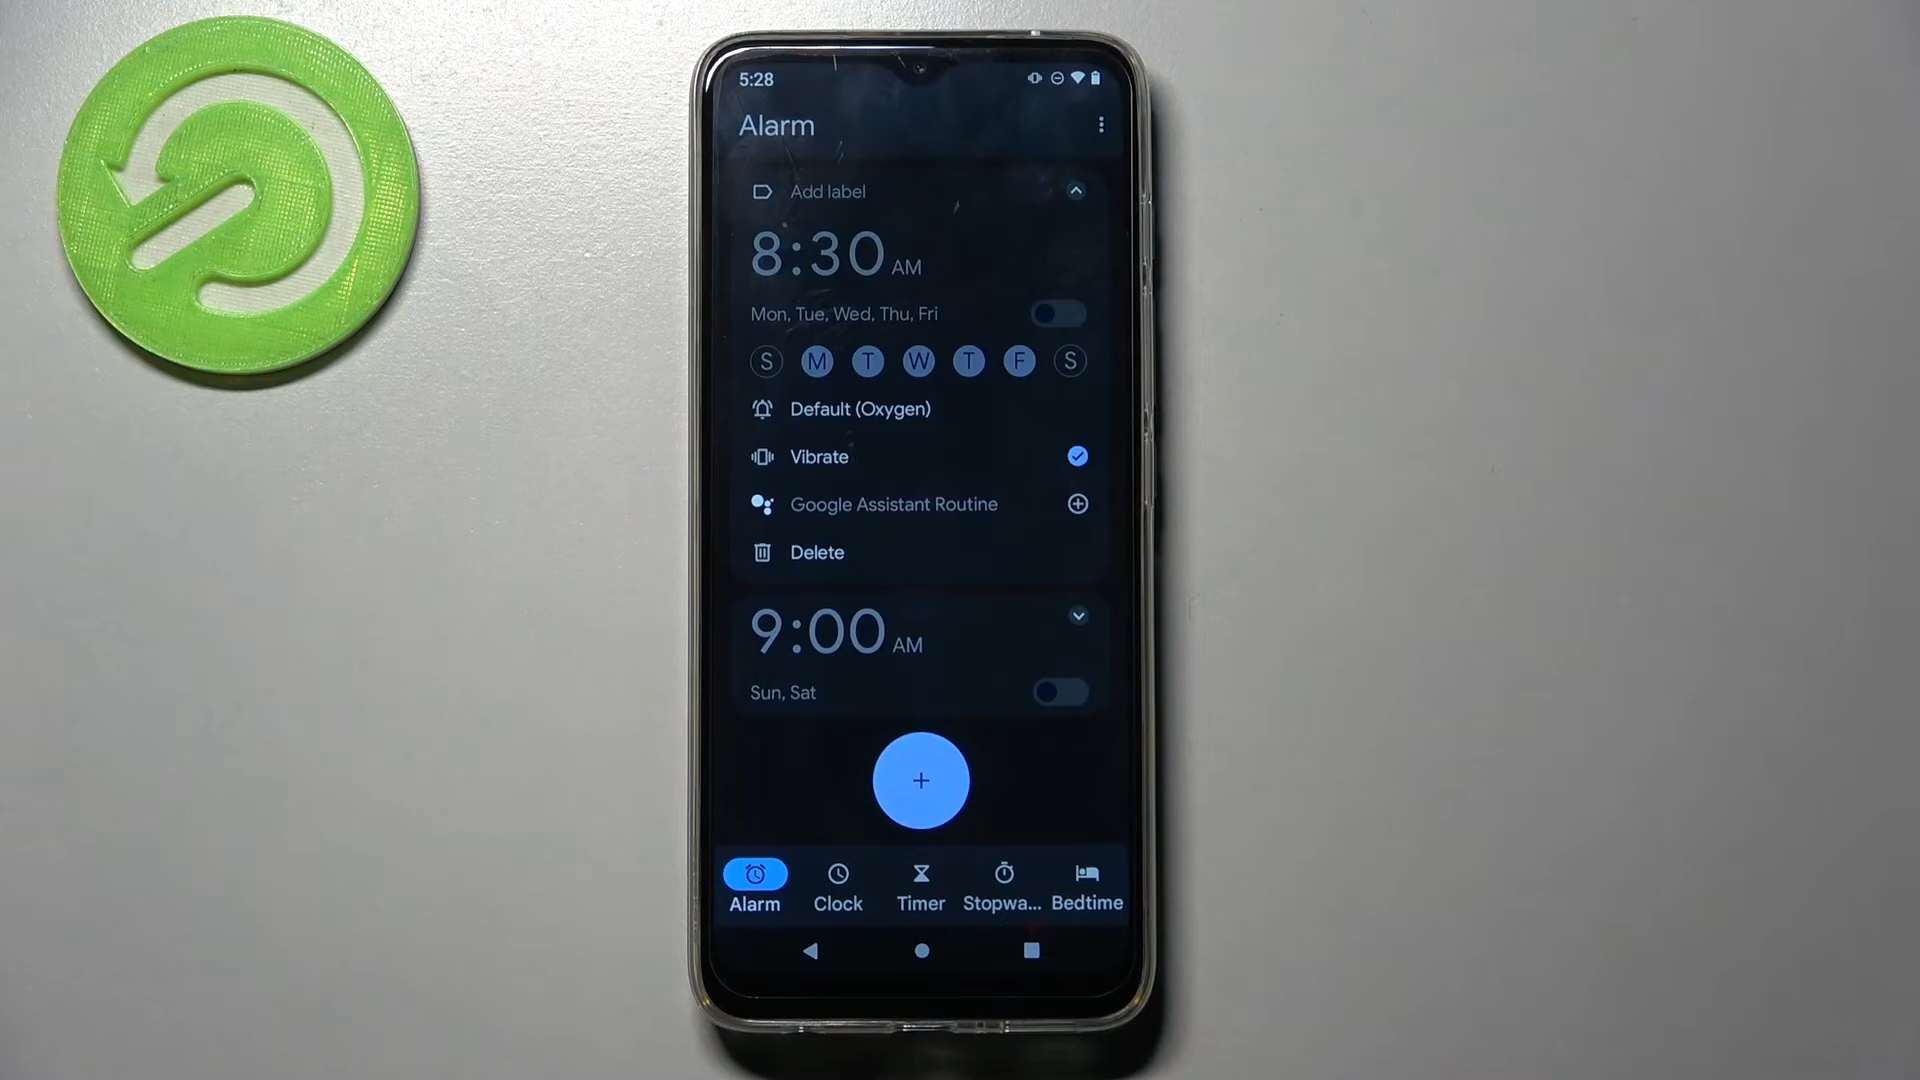 5:28
Alarm
Add label
8:30 AM
Mon, Tue, Wed, Thu, Fri
S M T W T F S
Default (Oxygen)
Vibrate
Google Assistant Routine
Delete
9:00 AM
Sun, Sat
+
Alarm Clock Timer Stopwa... Bedtime